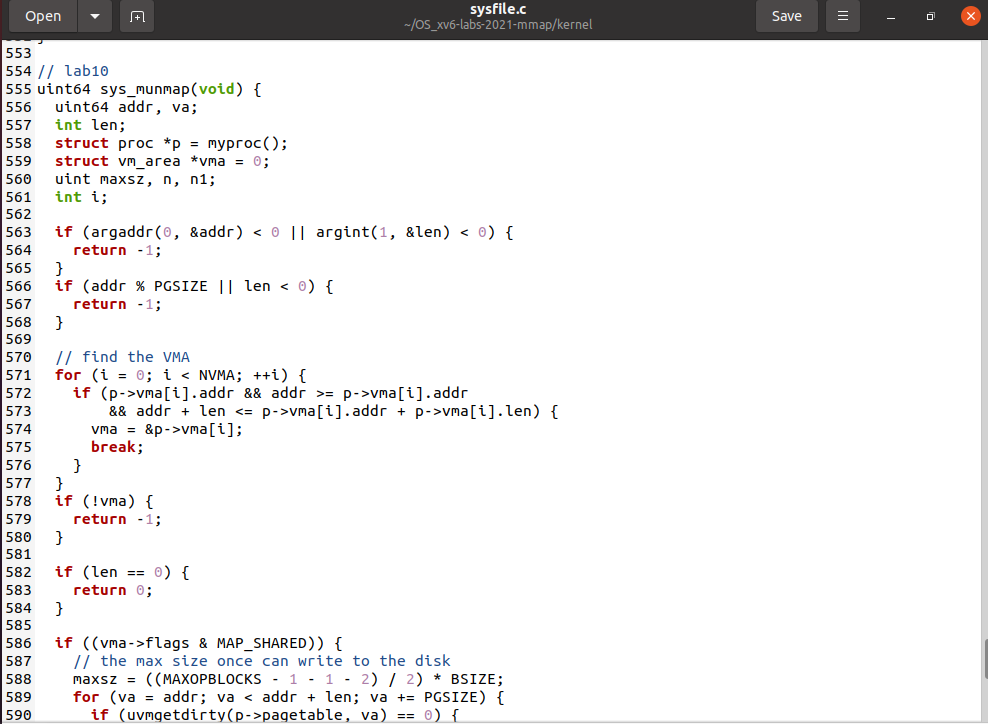 Open
sysfile.c
~/OS_xv6-labs-2021-mmap/kernel
Save
553
554 // lab10
555 uint64 sys_munmap(void) {
556   uint64 addr, va;
557   int len;
558   struct proc *p = myproc();
559   struct vm_area *vma = 0;
560   uint maxsz, n, n1;
561   int i;
562
563   if (argaddr(0, &addr) < 0 || argint(1, &len) < 0) {
564     return -1;
565   }
566   if (addr % PGSIZE || len < 0) {
567     return -1;
568   }
569
570   // find the VMA
571   for (i = 0; i < NVMA; ++i) {
572     if (p->vma[i].addr && addr >= p->vma[i].addr
573         && addr + len <= p->vma[i].addr + p->vma[i].len) {
574       vma = &p->vma[i];
575       break;
576     }
577   }
578   if (!vma) {
579     return -1;
580   }
581
582   if (len == 0) {
583     return 0;
584   }
585
586   if ((vma->flags & MAP_SHARED)) {
587     // the max size once can write to the disk
588     maxsz = ((MAXOPBLOCKS - 1 - 1 - 2) / 2) * BSIZE;
589     for (va = addr; va < addr + len; va += PGSIZE) {
590       if (uvmgetdirty(p->pagetable, va) == 0) {